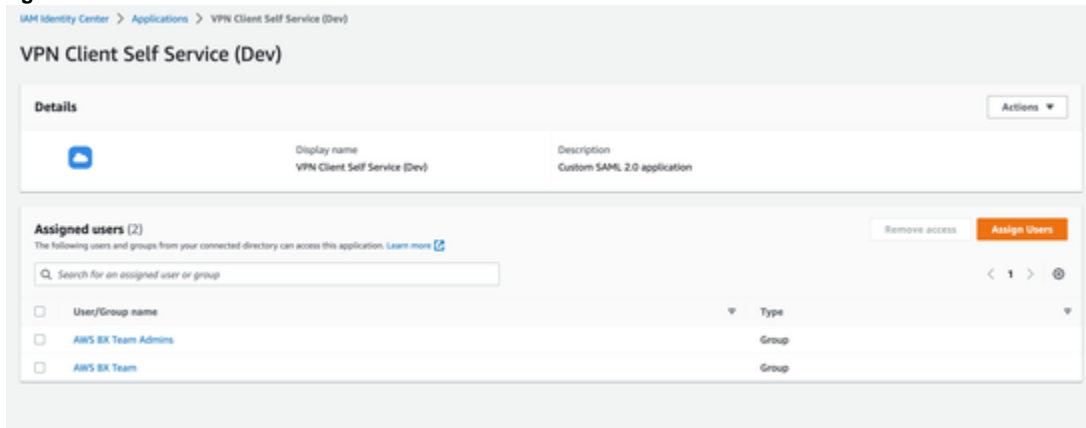 IAM Identity Center > Applications > VPN Client Self Service (Dev)
VPN Client Self Service (Dev)
Details
Actions
Display name
VPN Client Self Service (Dev)
Description
Custom SAML 2.0 application
Assigned users (2)
The following users and groups from your connected directory can access this application. Learn more
Remove access
Assign Users
Search for an assigned user or group
< 1 >
User/Group name
Type
AWS BX Team Admins
Group
AWS BX Team
Group